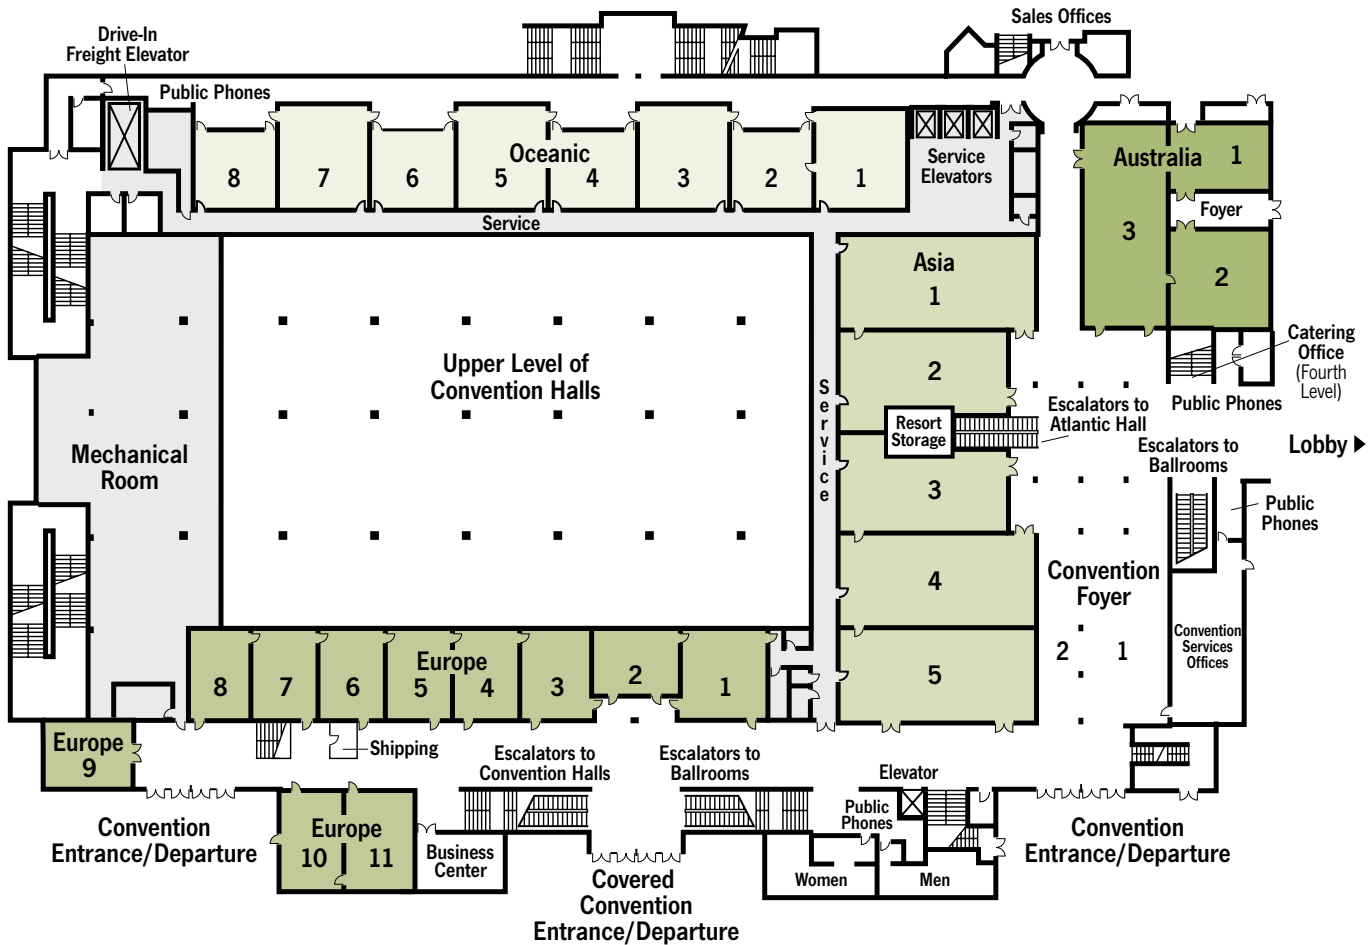 Sales Offices
Drive-In
Freight Elevator
Public Phones
Oceanic
8
7
6
5
4
3
2
1
Service
Elevators
Australia
1
Foyer
3
2
Service
Asia
1
2
Catering
Office
(Fourth
Level)
Upper Level of
Convention Halls
Service
Resort
Storage
Escalators to
Atlantic Hall
Public Phones
Lobby
Mechanical
Room
Escalators to
Ballrooms
3
Public
Phones
4
Convention
Foyer
2
1
Convention
Services
Offices
5
Europe
8
7
6
5
4
3
2
1
Europe
9
Shipping
Escalators to
Convention Halls
Escalators to
Ballrooms
Elevator
Public
Phones
Convention
Entrance/Departure
Europe
10
11
Business
Center
Covered
Convention
Entrance/Departure
Women
Men
Convention
Entrance/Departure